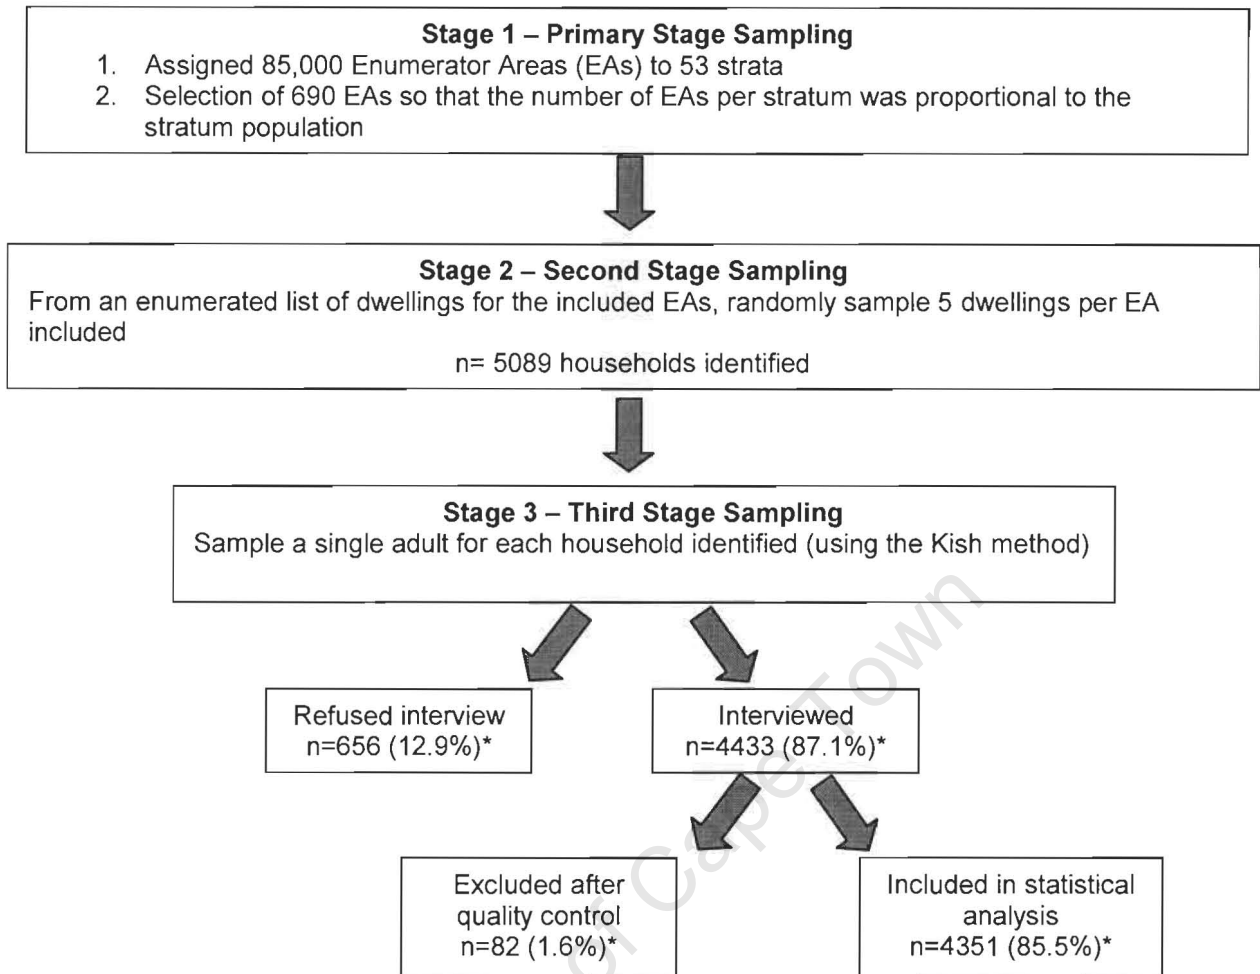 Stage 1 – Primary Stage Sampling
1. Assigned 85,000 Enumerator Areas (EAs) to 53 strata
2. Selection of 690 EAs so that the number of EAs per stratum was proportional to the
stratum population
Stage 2 – Second Stage Sampling
From an enumerated list of dwellings for the included EAs, randomly sample 5 dwellings per EA
included
n= 5089 households identified
Stage 3 – Third Stage Sampling
Sample a single adult for each household identified (using the Kish method)
Refused interview
n=656 (12.9%)*
Interviewed
n=4433 (87.1%)*
Excluded after
quality control
n=82 (1.6%)*
Included in statistical
analysis
n=4351 (85.5%)*
of Cape Town